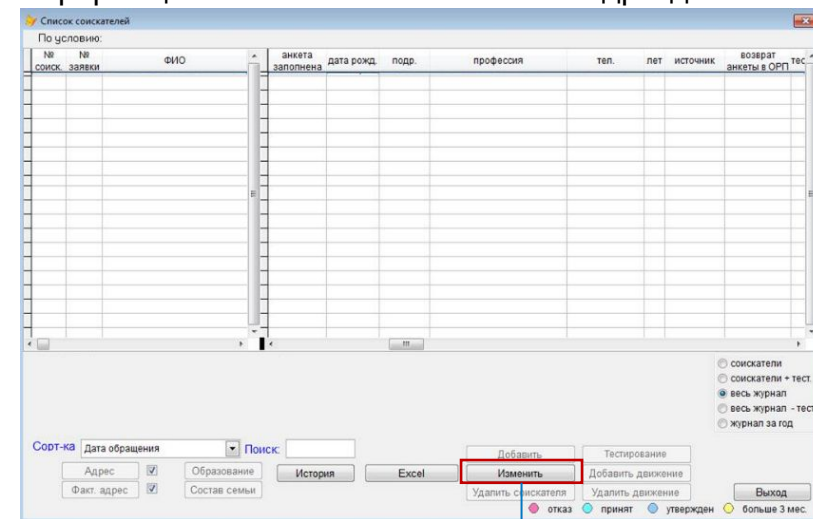 Список соискателей
По условию:
№ соиск. № заявки ФИО анкета заполнена дата рожд. подр. профессия тел. лет источник возврат анкеты в ОРП тес
соискатели
соискатели + тест.
весь журнал
весь журнал - тест
журнал за год
Сорт-ка Дата обращения Поиск:
Добавить Тестирование
Адрес Образование История Excel Изменить Добавить движение
Факт. адрес Состав семьи Удалить соискателя Удалить движение Выход
отказ принят утвержден больше 3 мес.